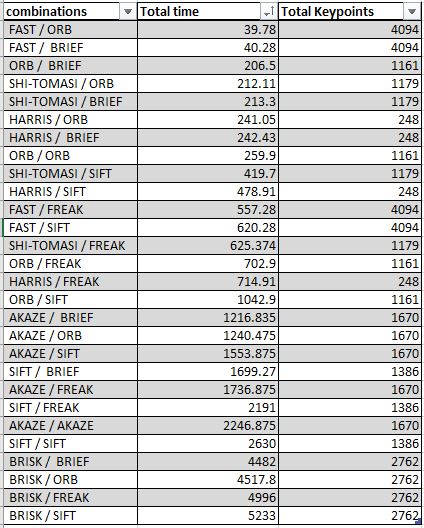 combinations Total time Total Keypoints
FAST / ORB 39.78 4094
FAST /  BRIEF 40.28 4094
ORB /  BRIEF 206.5 1161
SHI-TOMASI / ORB 212.11 1179
SHI-TOMASI / BRIEF 213.3 1179
HARRIS / ORB 241.05 248
HARRIS /  BRIEF 242.43 248
ORB / ORB 259.9 1161
SHI-TOMASI / SIFT 419.7 1179
HARRIS / SIFT 478.91 248
FAST / FREAK 557.28 4094
FAST / SIFT 620.28 4094
SHI-TOMASI / FREAK 625.374 1179
ORB / FREAK 702.9 1161
HARRIS / FREAK 714.91 248
ORB / SIFT 1042.9 1161
AKAZE /  BRIEF 1216.835 1670
AKAZE / ORB 1240.475 1670
AKAZE / SIFT 1553.875 1670
SIFT /  BRIEF 1699.27 1386
AKAZE / FREAK 1736.875 1670
SIFT / FREAK 2191 1386
AKAZE / AKAZE 2246.875 1670
SIFT / SIFT 2630 1386
BRISK /  BRIEF 4482 2762
BRISK / ORB 4517.8 2762
BRISK / FREAK 4996 2762
BRISK / SIFT 5233 2762